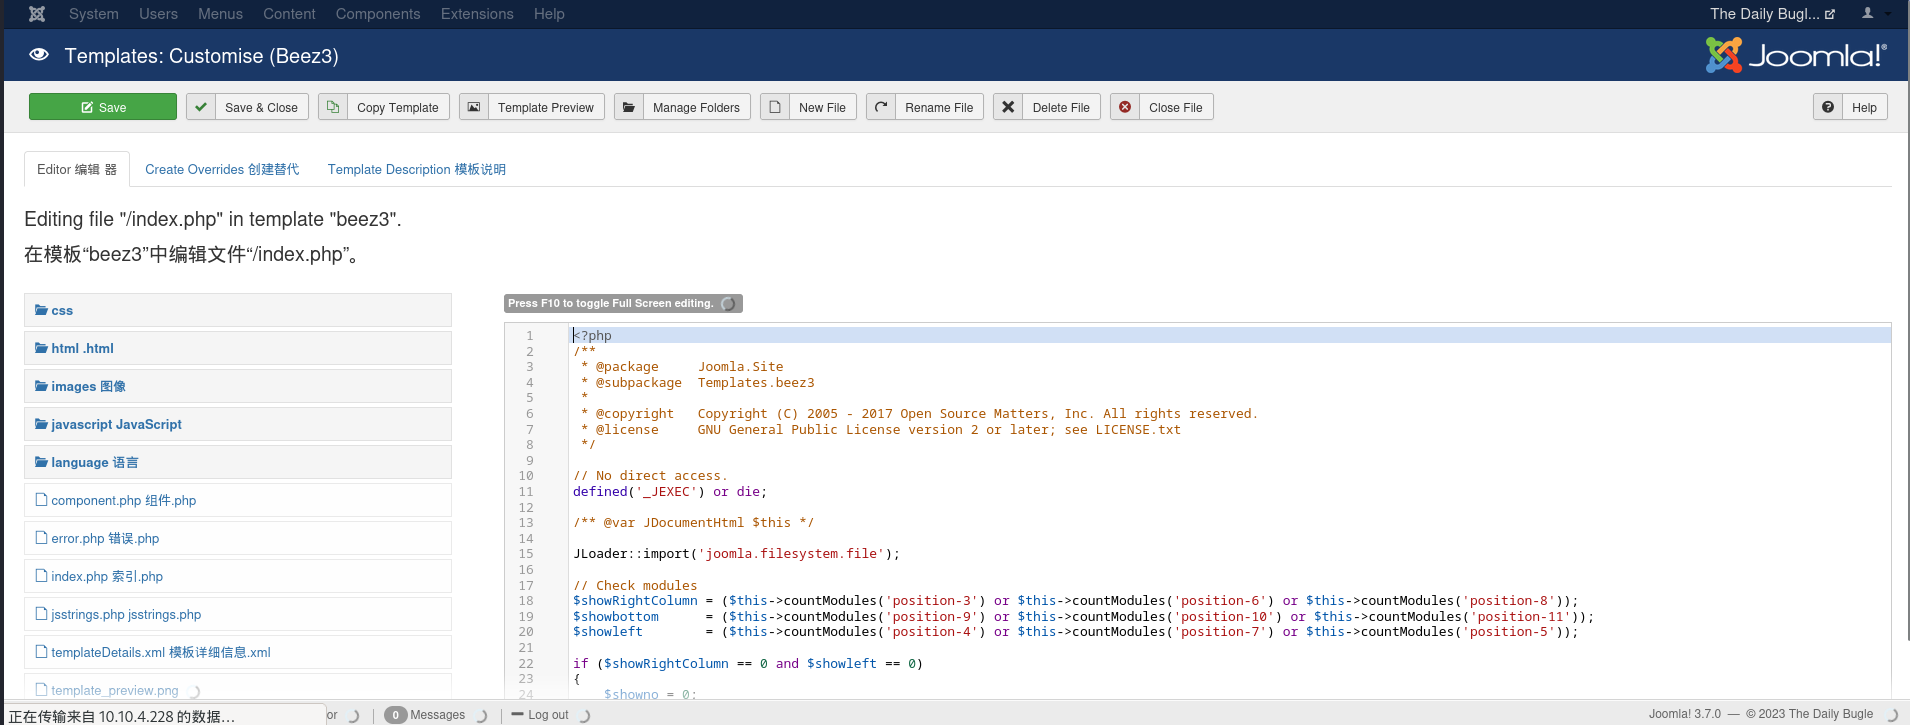 System Users Menus Content Components Extensions Help The Daily Bugl...
Templates: Customise (Beez3) Joomla!®
Save Save & Close Copy Template Template Preview Manage Folders New File Rename File Delete File Close File Help
Editor 编辑 器 Create Overrides 创建替代 Template Description 模板说明
Editing file "/index.php" in template "beez3".
在模板“beez3”中编辑文件“/index.php”。
css
html .html
images 图像
javascript JavaScript
language 语言
component.php 组件.php
error.php 错误.php
index.php 索引.php
jsstrings.php jsstrings.php
templateDetails.xml 模板详细信息.xml
template_preview.png
Press F10 to toggle Full Screen editing.
1 <?php
2 /**
3  * @package     Joomla.Site
4  * @subpackage  Templates.beez3
5  *
6  * @copyright   Copyright (C) 2005 - 2017 Open Source Matters, Inc. All rights reserved.
7  * @license     GNU General Public License version 2 or later; see LICENSE.txt
8  */
9
10 // No direct access.
11 defined('_JEXEC') or die;
12
13 /** @var JDocumentHtml $this */
14
15 JLoader::import('joomla.filesystem.file');
16
17 // Check modules
18 $showRightColumn = ($this->countModules('position-3') or $this->countModules('position-6') or $this->countModules('position-8'));
19 $showbottom      = ($this->countModules('position-9') or $this->countModules('position-10') or $this->countModules('position-11'));
20 $showleft        = ($this->countModules('position-4') or $this->countModules('position-7') or $this->countModules('position-5'));
21
22 if ($showRightColumn == 0 and $showleft == 0)
23 {
24     $showno = 0;
正在传输来自 10.10.4.228 的数据… or 0 Messages Log out Joomla! 3.7.0 — © 2023 The Daily Bugle